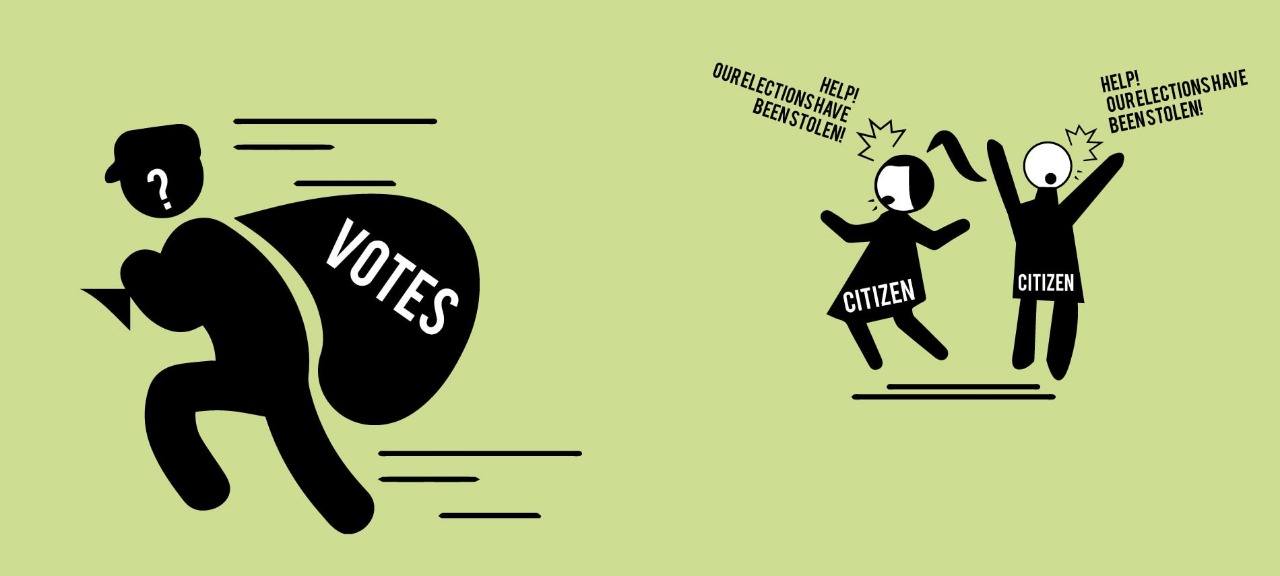 ?
VOTES
HELP!
OUR ELECTIONS HAVE
BEEN STOLEN!
CITIZEN
HELP!
OUR ELECTIONS HAVE
BEEN STOLEN!
CITIZEN